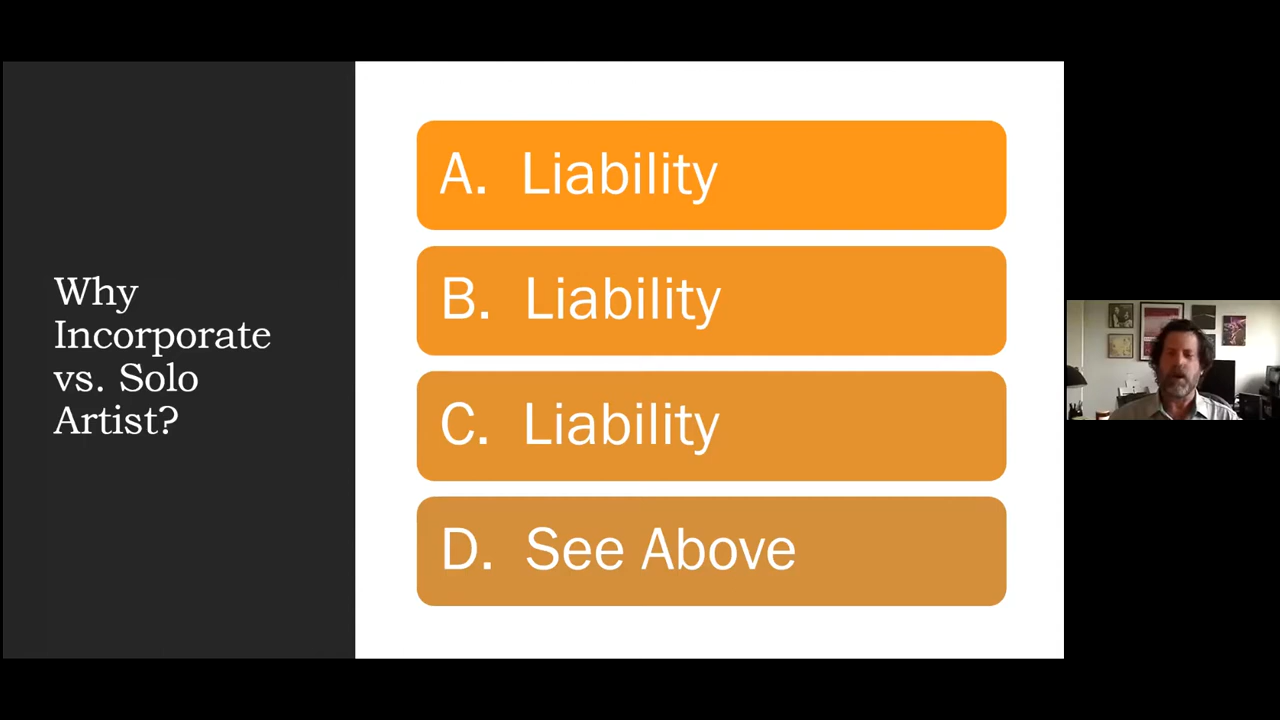 Why
Incorporate
vs. Solo
Artist?
A. Liability
B. Liability
C. Liability
D. See Above